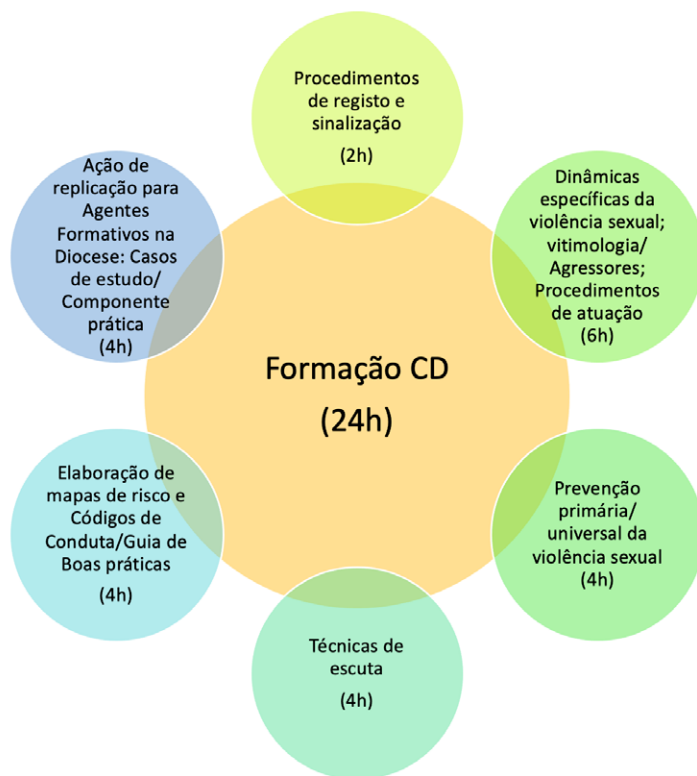 Procedimentos
de registo e
sinalização
(2h)
Dinâmicas
específicas da
violência sexual;
vitimologia/
Agressores;
Procedimentos
de atuação
(6h)
Prevenção
primária/
universal da
violência sexual
(4h)
Técnicas de
escuta
(4h)
Elaboração de
mapas de risco e
Códigos de
Conduta/Guia de
Boas práticas
(4h)
Ação de
replicação para
Agentes
Formativos na
Diocese: Casos
de estudo/
Componente
prática
(4h)
Formação CD
(24h)